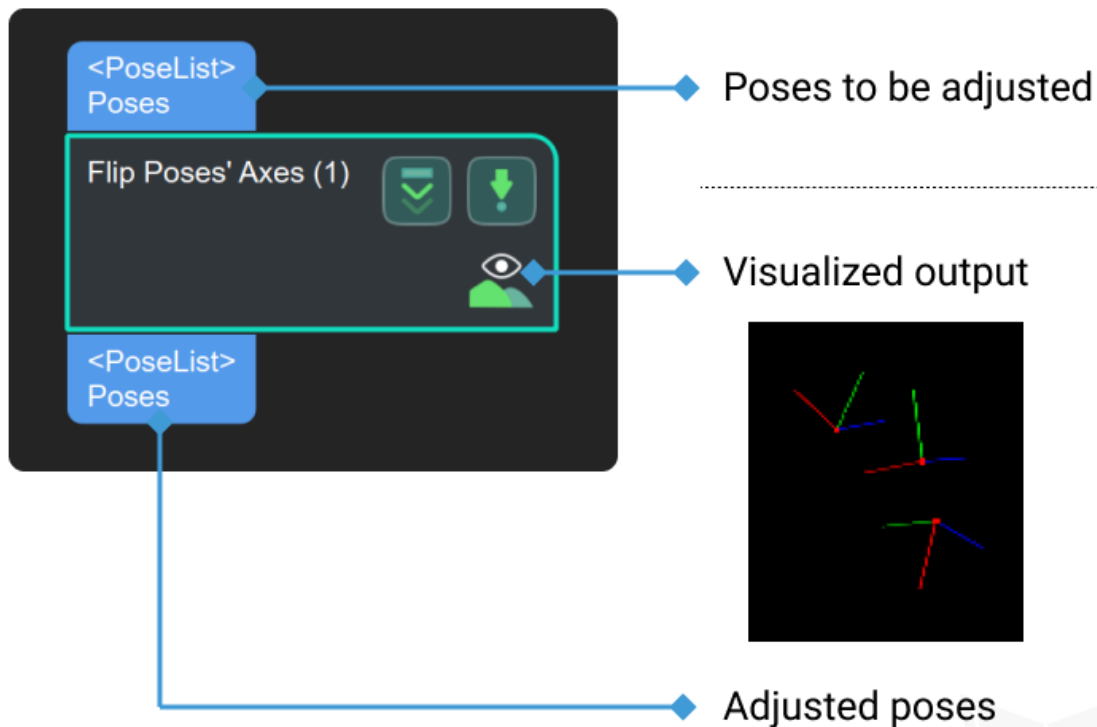 <PoseList>
Poses
Poses to be adjusted
Flip Poses' Axes (1)
Visualized output
<PoseList>
Poses
Adjusted poses